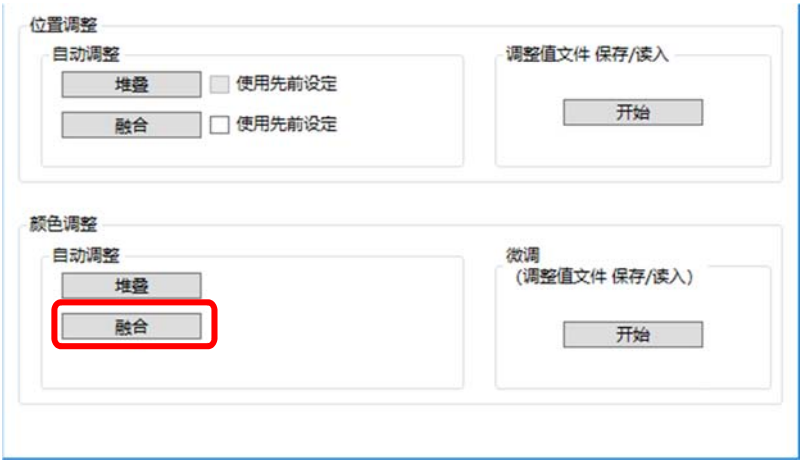 位置调整
自动调整
堆叠 使用先前设定
融合 使用先前设定
调整值文件 保存/读入
开始
颜色调整
自动调整
堆叠
融合
微调
(调整值文件 保存/读入)
开始